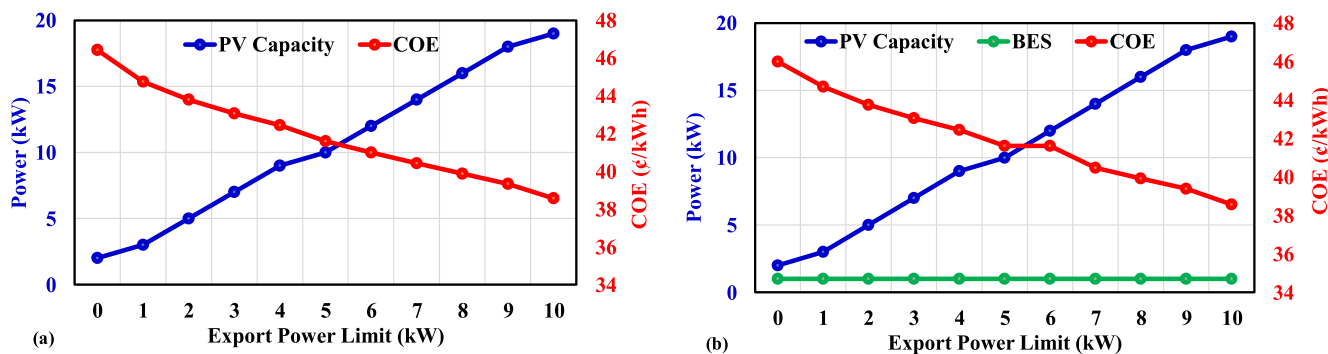 PV Capacity COE
Power (kW)
20
15
10
5
0
48
46
44
42
40
38
36
34
COE (¢/kWh)
0 1 2 3 4 5 6 7 8 9 10
(a) Export Power Limit (kW)
PV Capacity BES COE
Power (kW)
20
15
10
5
0
48
46
44
42
40
38
36
34
COE (¢/kWh)
0 1 2 3 4 5 6 7 8 9 10
(b) Export Power Limit (kW)